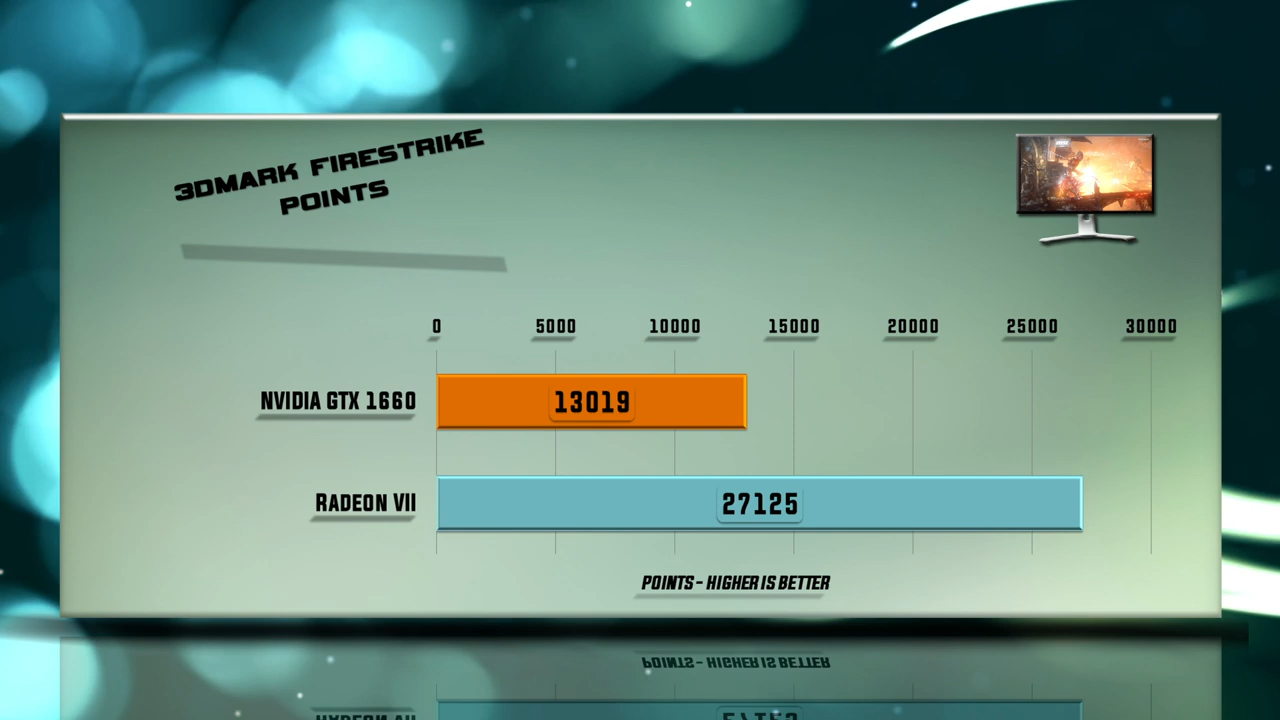 3DMARK FIRESTRIKE
POINTS
0 5000 10000 15000 20000 25000 30000
NVIDIA GTX 1660 13019
RADEON VII 27125
POINTS - HIGHER IS BETTER